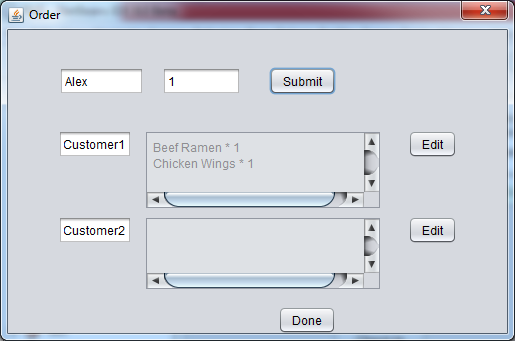 Order
Alex 1 Submit
Customer1 Beef Ramen * 1 Edit
Chicken Wings * 1
Customer2 Edit
Done